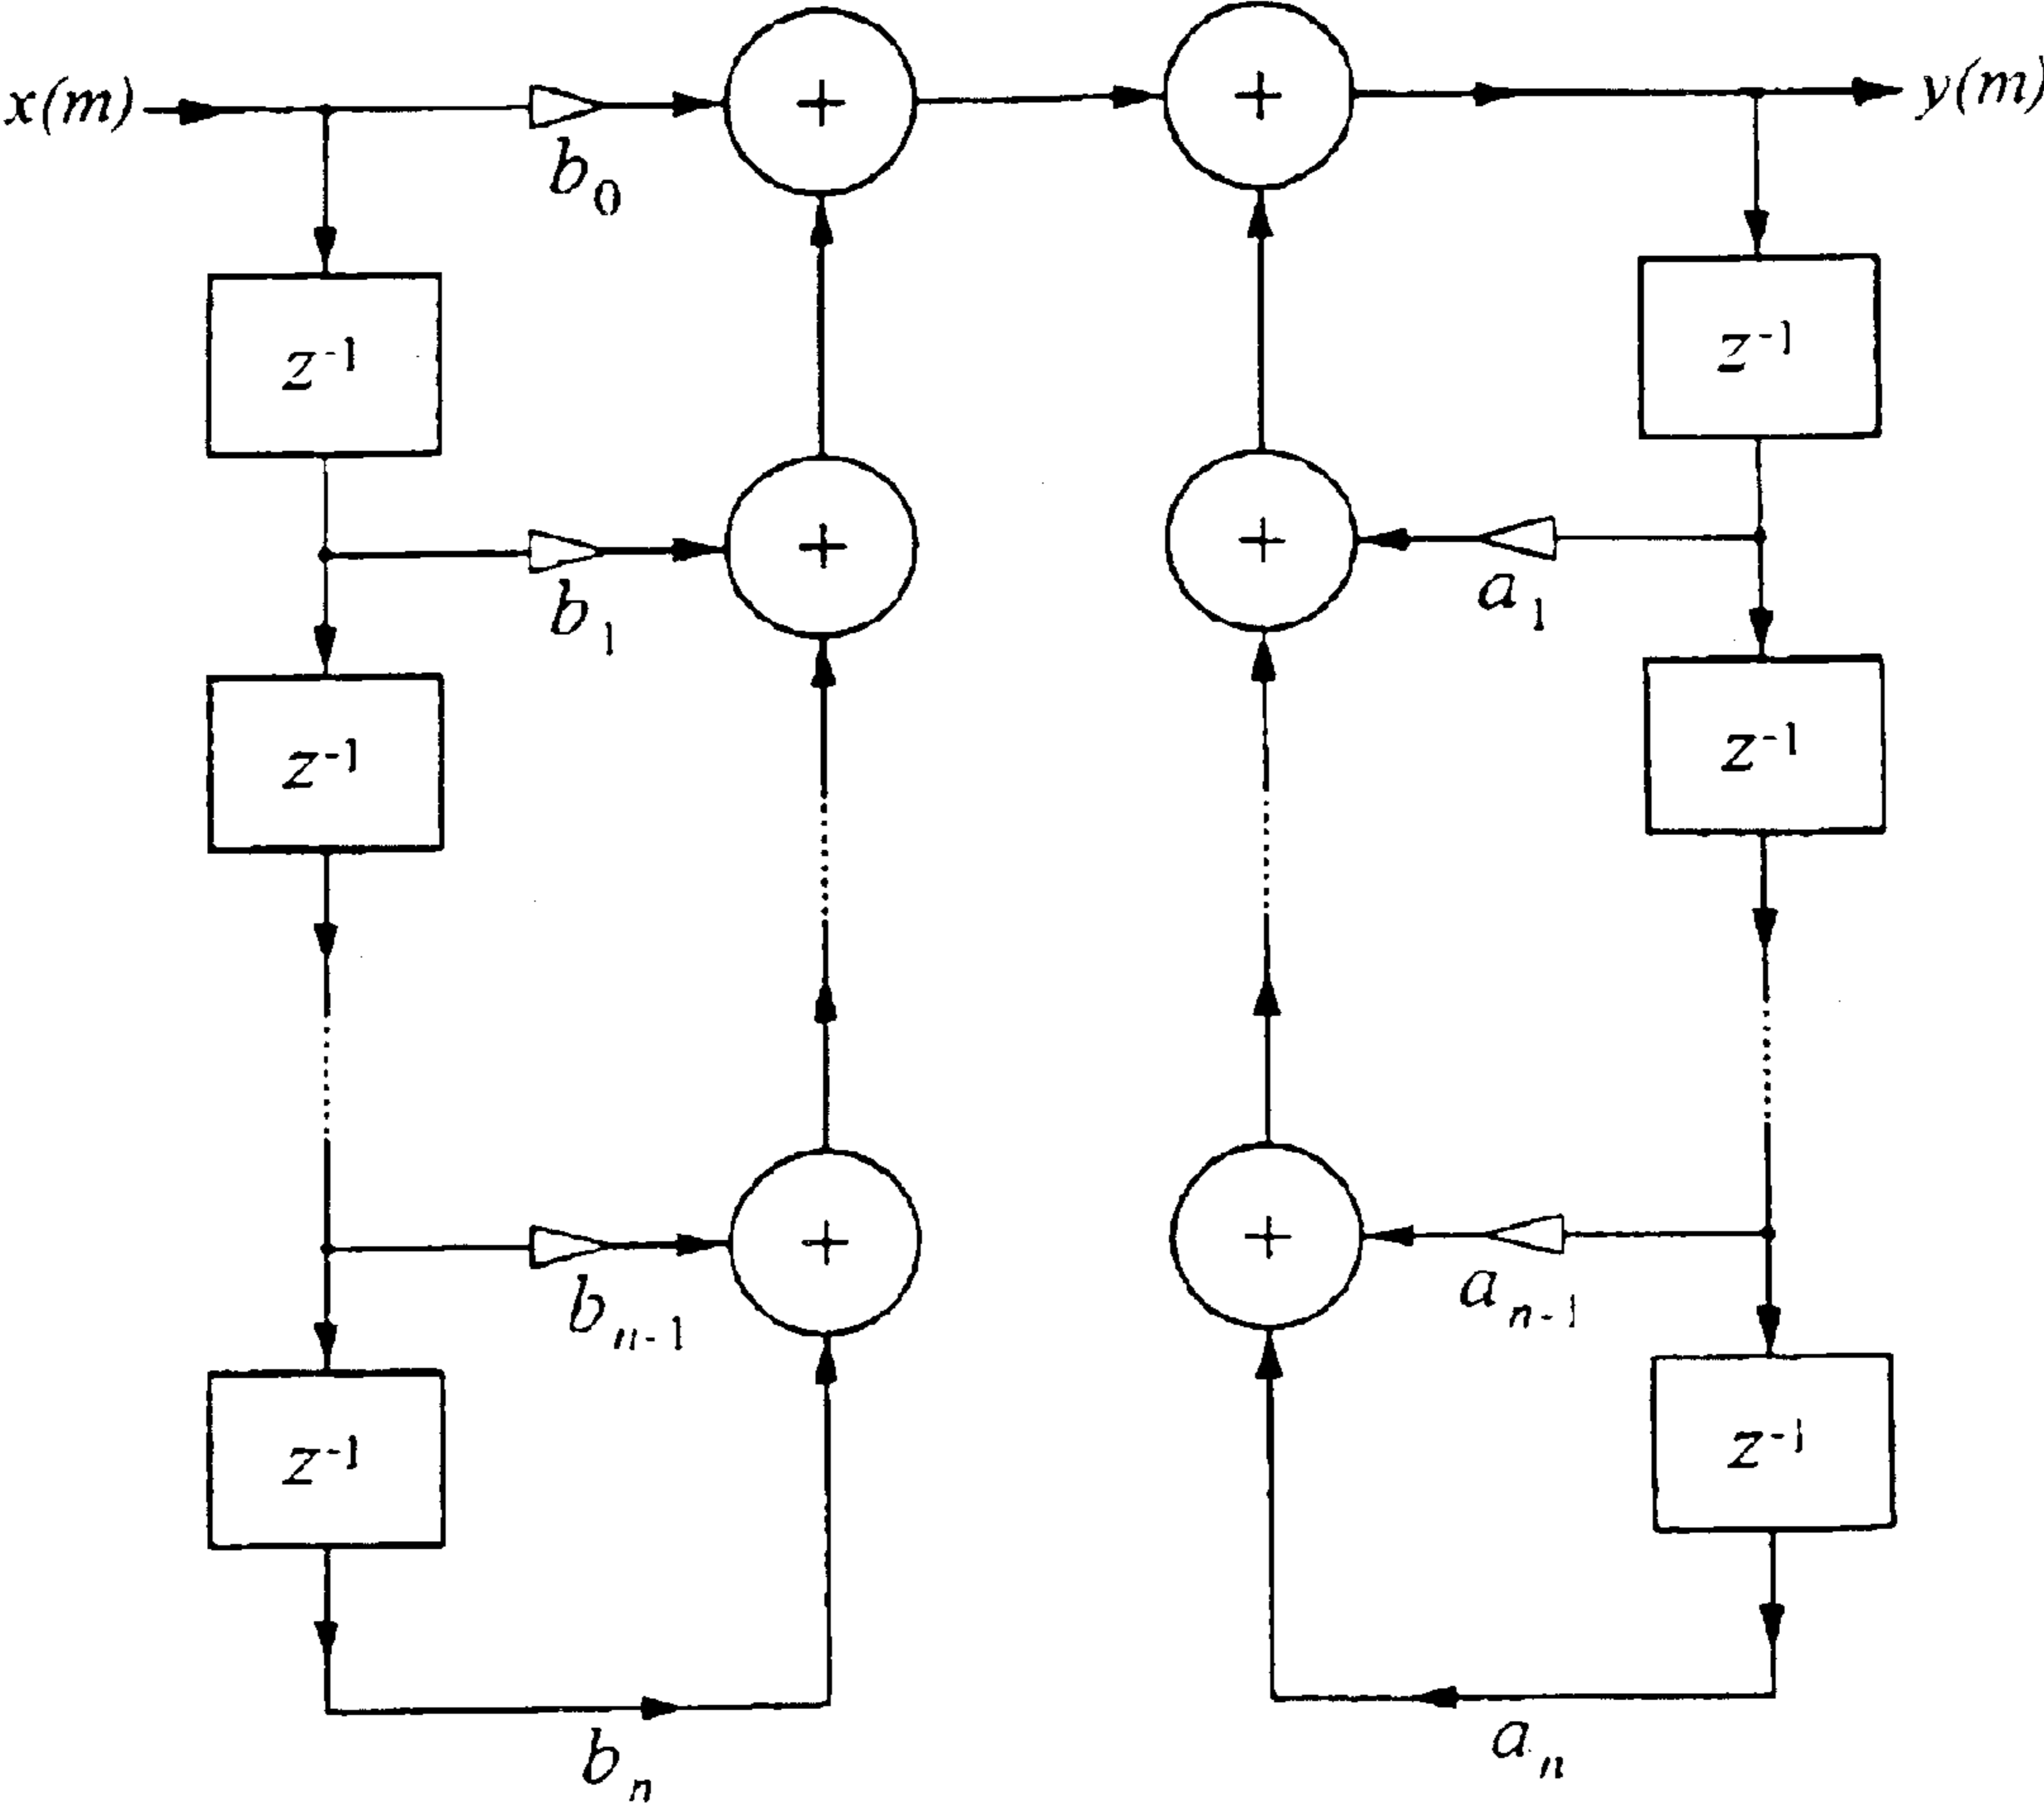 x(m)
+
+
y(m)
b₀
z⁻¹
z⁻¹
+
+
b₁
a₁
z⁻¹
z⁻¹
+
+
bₙ₋₁
aₙ₋₁
z⁻¹
z⁻¹
bₙ
aₙ